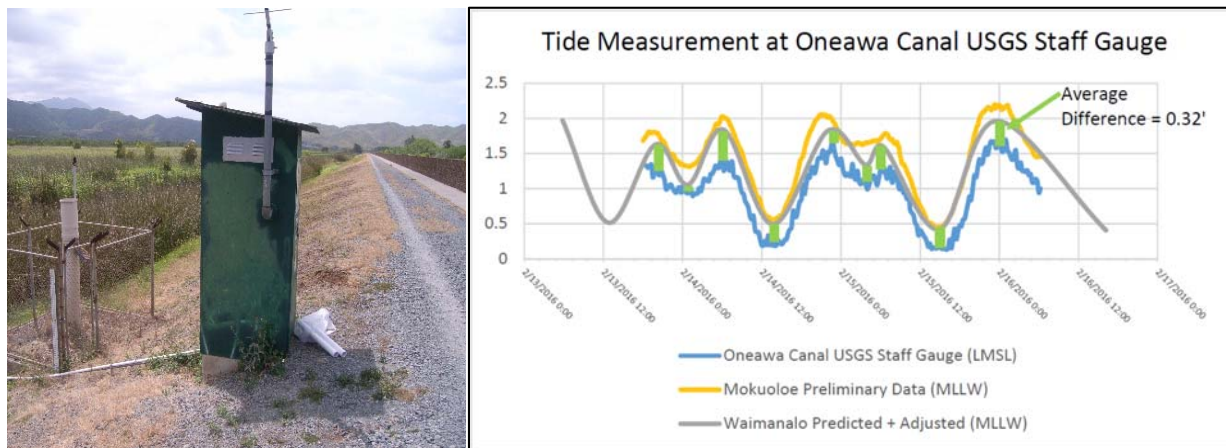 Tide Measurement at Oneawa Canal USGS Staff Gauge
2.5
2
1.5
1
0.5
0
Average
Difference = 0.32'
2/13/2016 0:00
2/13/2016 12:00
2/14/2016 0:00
2/14/2016 12:00
2/15/2016 0:00
2/15/2016 12:00
2/16/2016 0:00
2/16/2016 12:00
2/17/2016 0:00
Oneawa Canal USGS Staff Gauge (LMSL)
Mokuoloe Preliminary Data (MLLW)
Waimanalo Predicted + Adjusted (MLLW)